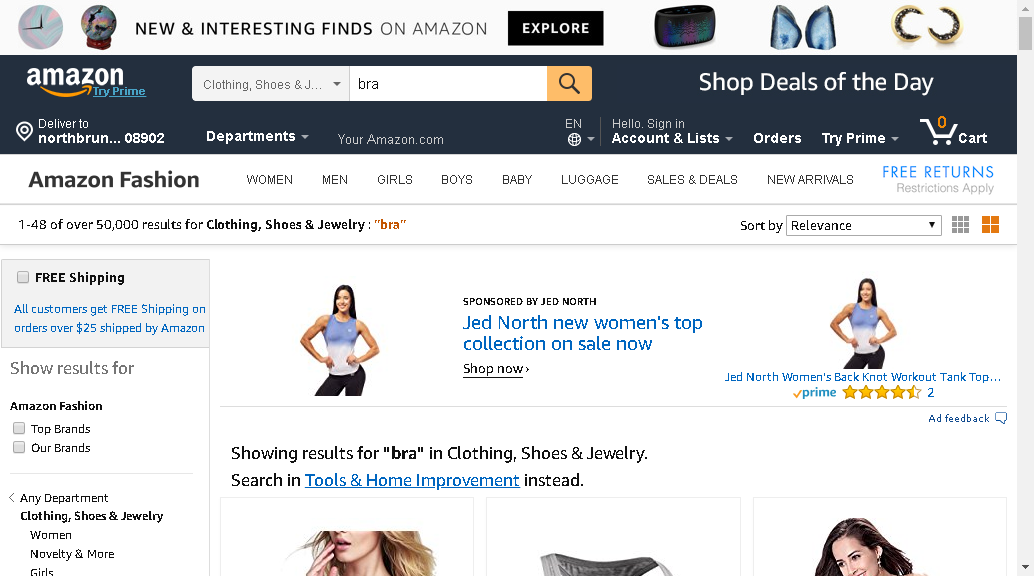 NEW & INTERESTING FINDS ON AMAZON EXPLORE
amazon
Try Prime
Clothing, Shoes & J...
bra
Shop Deals of the Day
Deliver to
northbrun... 08902
Departments
Your Amazon.com
EN
Hello. Sign in
Account & Lists
Orders
Try Prime
0
Cart
Amazon Fashion
WOMEN
MEN
GIRLS
BOYS
BABY
LUGGAGE
SALES & DEALS
NEW ARRIVALS
FREE RETURNS
Restrictions Apply
1-48 of over 50,000 results for Clothing, Shoes & Jewelry : "bra"
Sort by Relevance
FREE Shipping
All customers get FREE Shipping on
orders over $25 shipped by Amazon
Show results for
Amazon Fashion
Top Brands
Our Brands
Any Department
Clothing, Shoes & Jewelry
Women
Novelty & More
Girls
SPONSORED BY JED NORTH
Jed North new women's top
collection on sale now
Shop now ›
Jed North Women's Back Knot Workout Tank Top...
prime 2
Ad feedback
Showing results for "bra" in Clothing, Shoes & Jewelry.
Search in Tools & Home Improvement instead.